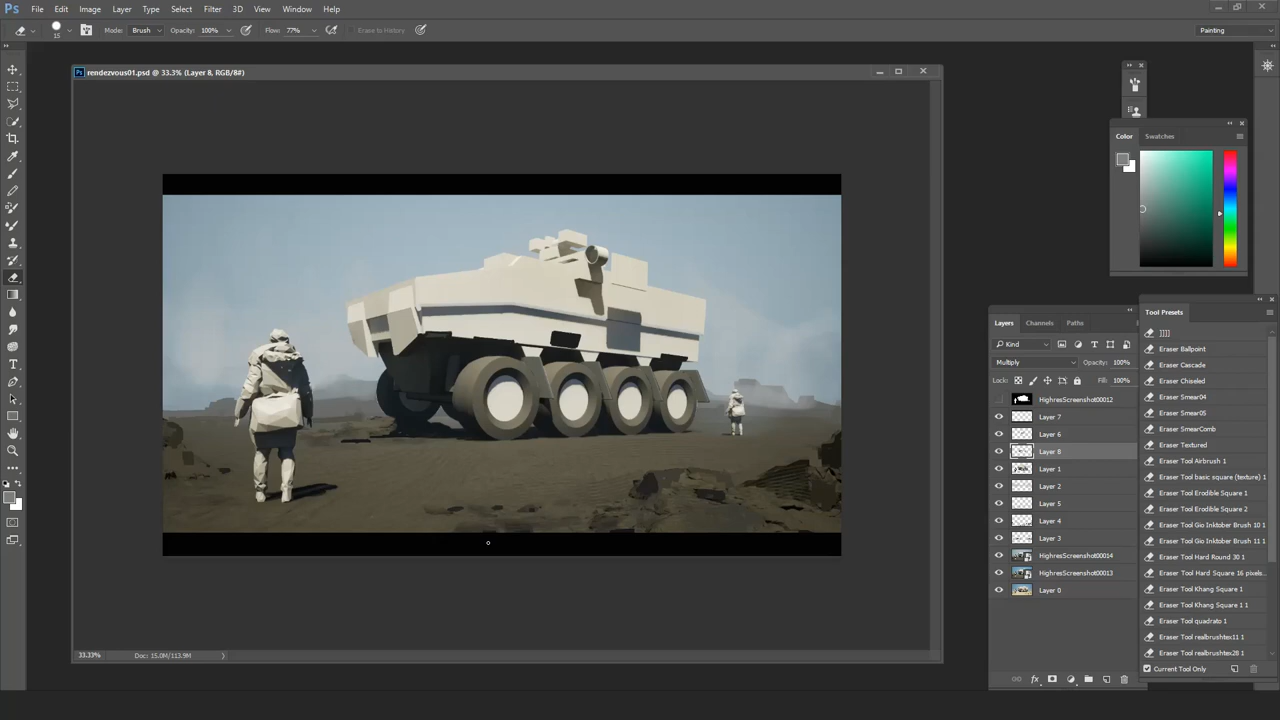 Ps File Edit Image Layer Type Select Filter 3D View Window Help
15 Mode: Brush Opacity: 100% Flow: 77% Erase to History Painting
Ps rendezvous01.psd @ 33.3% (Layer 8, RGB/8#)
Color Swatches
Layers Channels Paths
Kind
Multiply Opacity: 100%
Lock: Fill: 100%
HighresScreenshot00012
Layer 7
Layer 6
Layer 8
Layer 1
Layer 2
Layer 5
Layer 4
Layer 3
HighresScreenshot00014
HighresScreenshot00013
Layer 0
Tool Presets
]]]]
Eraser Ballpoint
Eraser Cascade
Eraser Chiseled
Eraser Smear04
Eraser Smear05
Eraser SmearComb
Eraser Textured
Eraser Tool Airbrush 1
Eraser Tool basic square (texture) 1
Eraser Tool Erodible Square 1
Eraser Tool Erodible Square 2
Eraser Tool Gio Inktober Brush 10 1
Eraser Tool Gio Inktober Brush 11 1
Eraser Tool Hard Round 30 1
Eraser Tool Hard Square 16 pixels...
Eraser Tool Khang Square 1
Eraser Tool Khang Square 1 1
Eraser Tool quadrato 1
Eraser Tool realbrushtex11 1
Eraser Tool realbrushtex28 1
Current Tool Only
33.33% Doc: 15.0M/113.9M